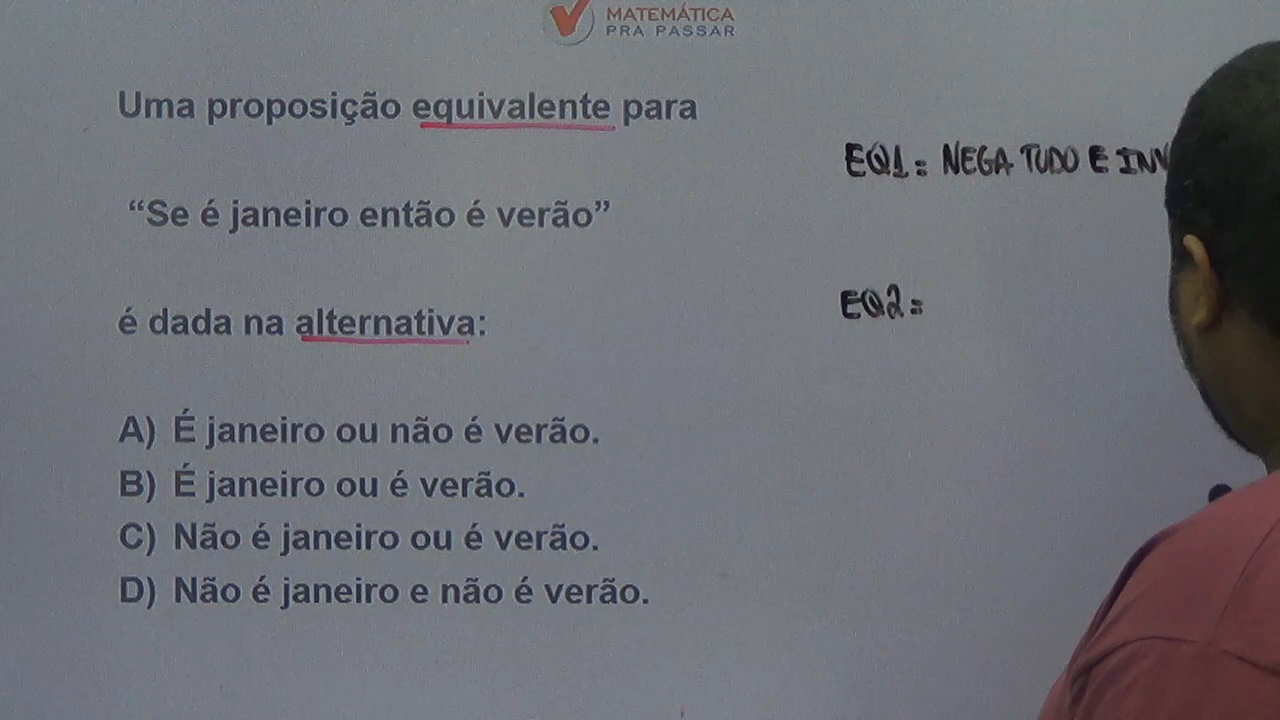 MATEMÁTICA
PRA PASSAR
Uma proposição equivalente para
“Se é janeiro então é verão”
é dada na alternativa:
A) É janeiro ou não é verão.
B) É janeiro ou é verão.
C) Não é janeiro ou é verão.
D) Não é janeiro e não é verão.
EQ1= NEGA TUDO E INV
EQ2=